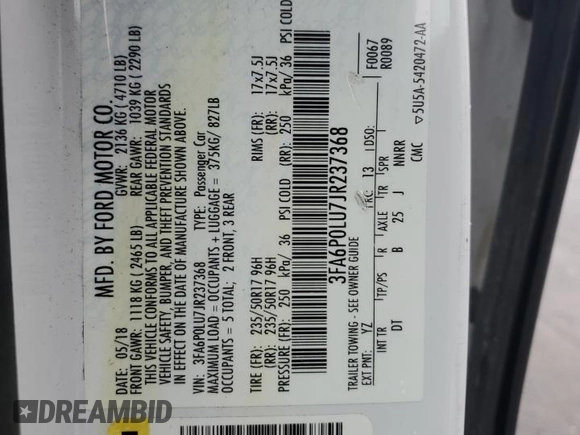 MFD. BY FORD MOTOR CO.
DATE: 05/18 GVWR: 2136 KG ( 4710 LB)
FRONT GAWR: 1118 KG ( 2465 LB) REAR GAWR: 1039 KG ( 2290 LB)
THIS VEHICLE CONFORMS TO ALL APPLICABLE FEDERAL MOTOR
VEHICLE SAFETY, BUMPER, AND THEFT PREVENTION STANDARDS
IN EFFECT ON THE DATE OF MANUFACTURE SHOWN ABOVE.
VIN: 3FA6P0LU7JR237368 TYPE: Passenger Car
MAXIMUM LOAD = OCCUPANTS + LUGGAGE = 375KG/ 827LB
OCCUPANTS = 5 TOTAL; 2 FRONT, 3 REAR
TIRE (FR): 235/50R17 96H RIMS (FR): 17x7.5J
(RR): 235/50R17 96H (RR): 17x7.5J
PRESSURE (FR): 250 kPa/ 36 PSI COLD (RR): 250 kPa/ 36 PSI COLD
3FA6P0LU7JR237368
TRAILER TOWING - SEE OWNER GUIDE
F0067
EXT PNT: YZ RC: 13 DSO: R0089
INT TR TP/PS R AXLE TR SPR
DT B 25 J NNRR
CMC ▽5U5A-5420472-AA
DREAMBID